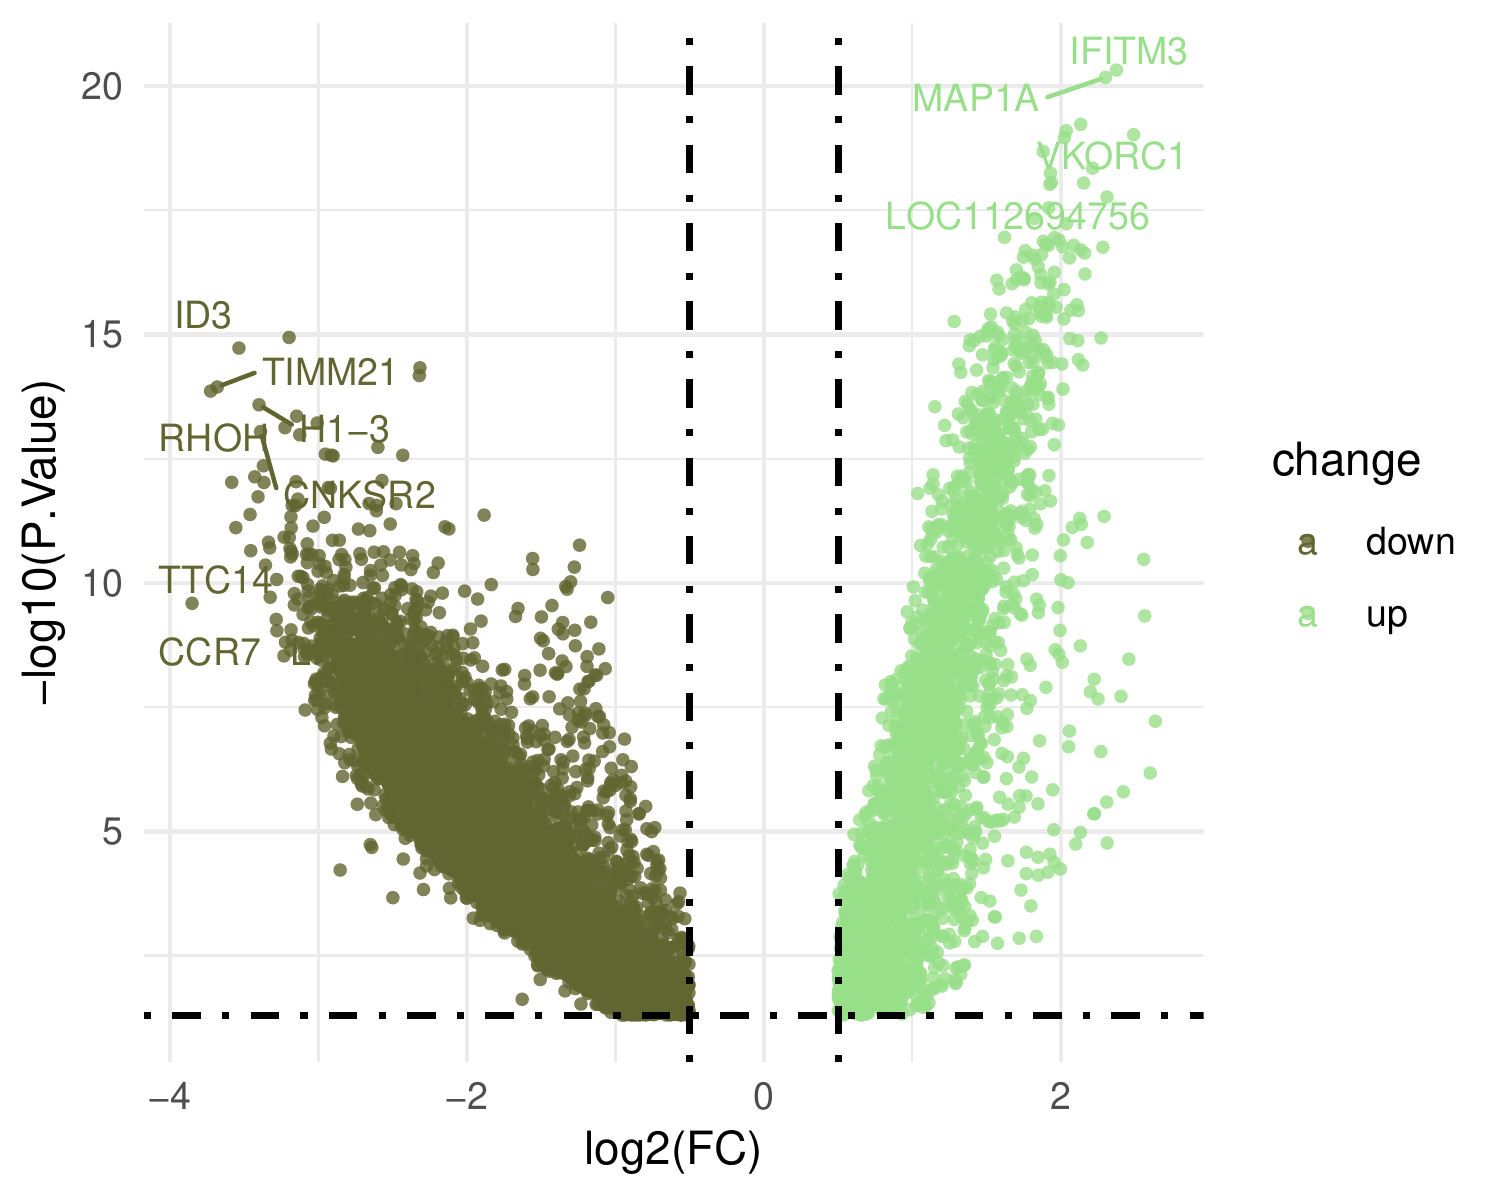 IFITM3
20
MAP1A
VKORC1
LOC112694756
ID3
15
TIMM21
H1−3
RHOH
change
CNKSR2
−log10(P.Value)
a down
10
TTC14
a up
CCR7
5
−4
−2
0
2
log2(FC)